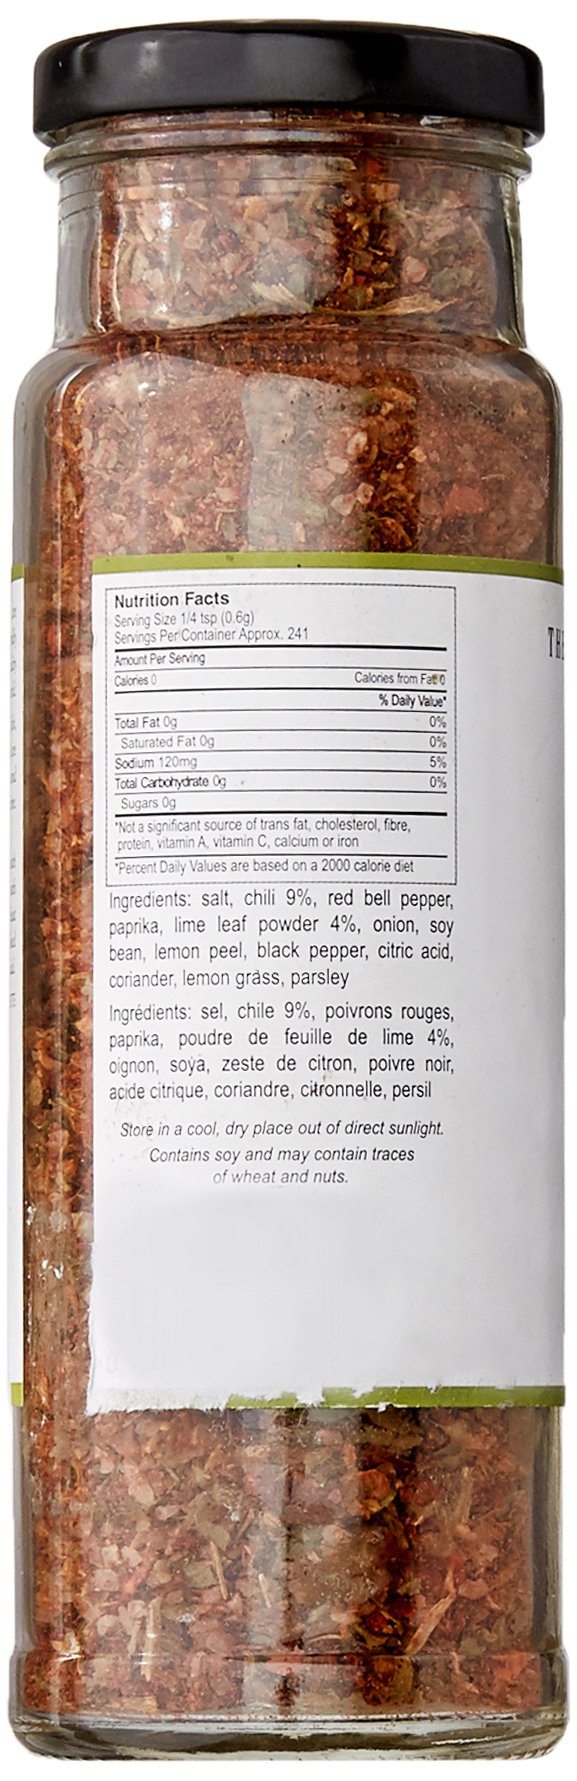 Nutrition Facts
Serving Size 1/4 tsp (0.6g)
Servings Per Container Approx. 241
Amount Per Serving
Calories 0 Calories from Fat 0
% Daily Value*
Total Fat 0g 0%
Saturated Fat 0g 0%
Sodium 120mg 5%
Total Carbohydrate 0g 0%
Sugars 0g
*Not a significant source of trans fat, cholesterol, fibre,
protein, vitamin A, vitamin C, calcium or iron
*Percent Daily Values are based on a 2000 calorie diet
Ingredients: salt, chili 9%, red bell pepper,
paprika, lime leaf powder 4%, onion, soy
bean, lemon peel, black pepper, citric acid,
coriander, lemon grass, parsley
Ingrédients: sel, chile 9%, poivrons rouges,
paprika, poudre de feuille de lime 4%,
oignon, soya, zeste de citron, poivre noir,
acide citrique, coriandre, citronnelle, persil
Store in a cool, dry place out of direct sunlight.
Contains soy and may contain traces
of wheat and nuts.